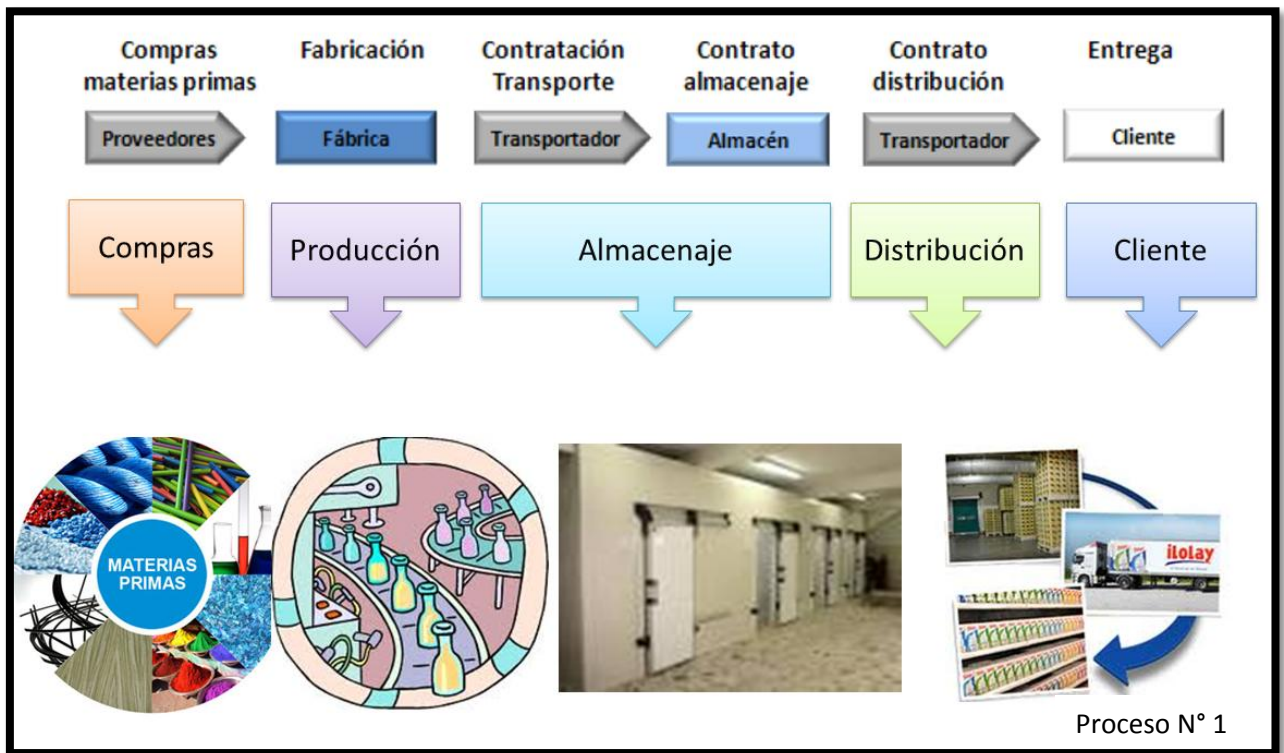 Compras
materias primas
Fabricación
Contratación
Transporte
Contrato
almacenaje
Contrato
distribución
Entrega
Proveedores
Fábrica
Transportador
Almacén
Transportador
Cliente
Compras
Producción
Almacenaje
Distribución
Cliente
MATERIAS
PRIMAS
iLoLay
Proceso N° 1